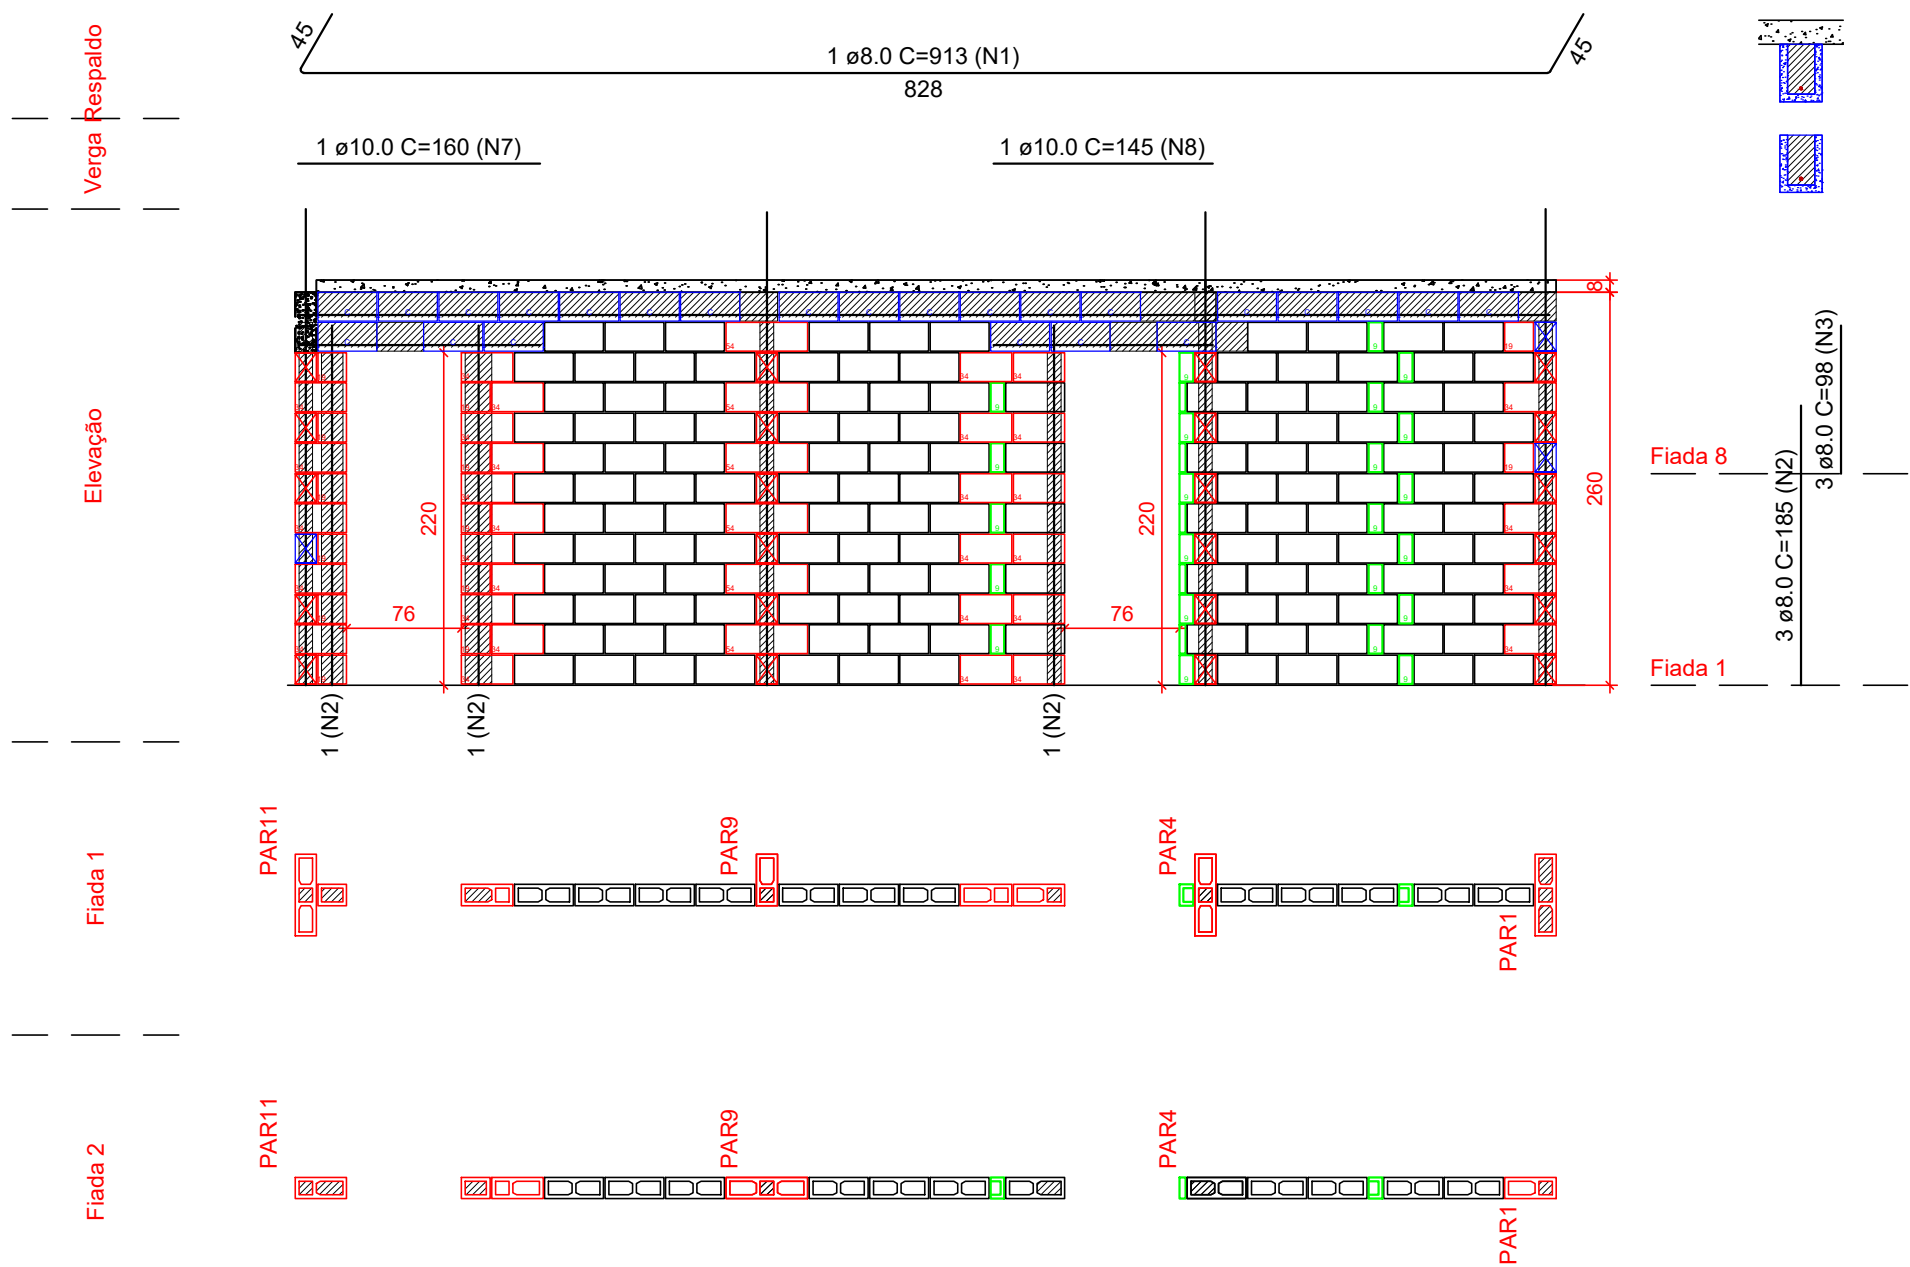 Respaldo
45
1 ø8.0 C=913 (N1)
828
45
Verga
1 ø10.0 C=160 (N7)
1 ø10.0 C=145 (N8)
Elevação
220
76
220
76
8
260
Fiada 8
Fiada 1
3 ø8.0 C=185 (N2)
3 ø8.0 C=98 (N3)
1 (N2)
1 (N2)
1 (N2)
Fiada 1
PAR11
PAR9
PAR4
PAR1
Fiada 2
PAR11
PAR9
PAR4
PAR1